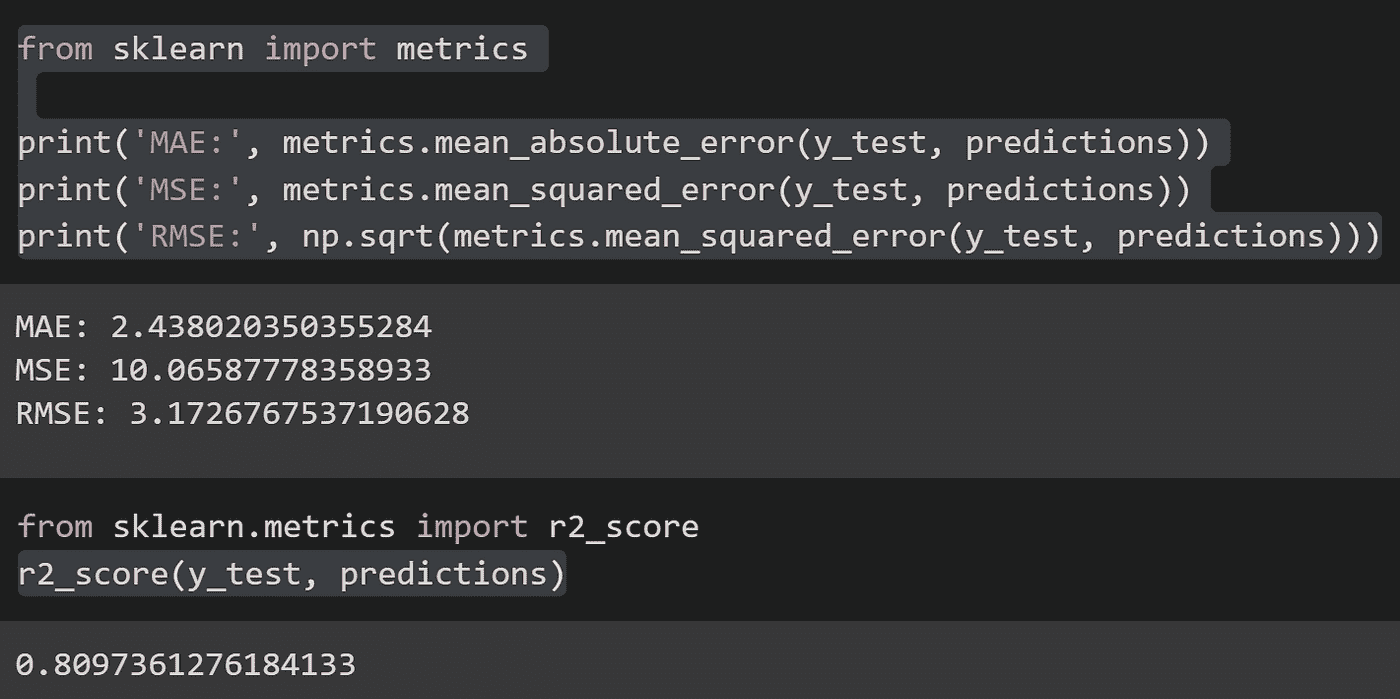 from sklearn import metrics
print('MAE:', metrics.mean_absolute_error(y_test, predictions))
print('MSE:', metrics.mean_squared_error(y_test, predictions))
print('RMSE:', np.sqrt(metrics.mean_squared_error(y_test, predictions)))
MAE: 2.438020350355284
MSE: 10.06587778358933
RMSE: 3.1726767537190628
from sklearn.metrics import r2_score
r2_score(y_test, predictions)
0.8097361276184133